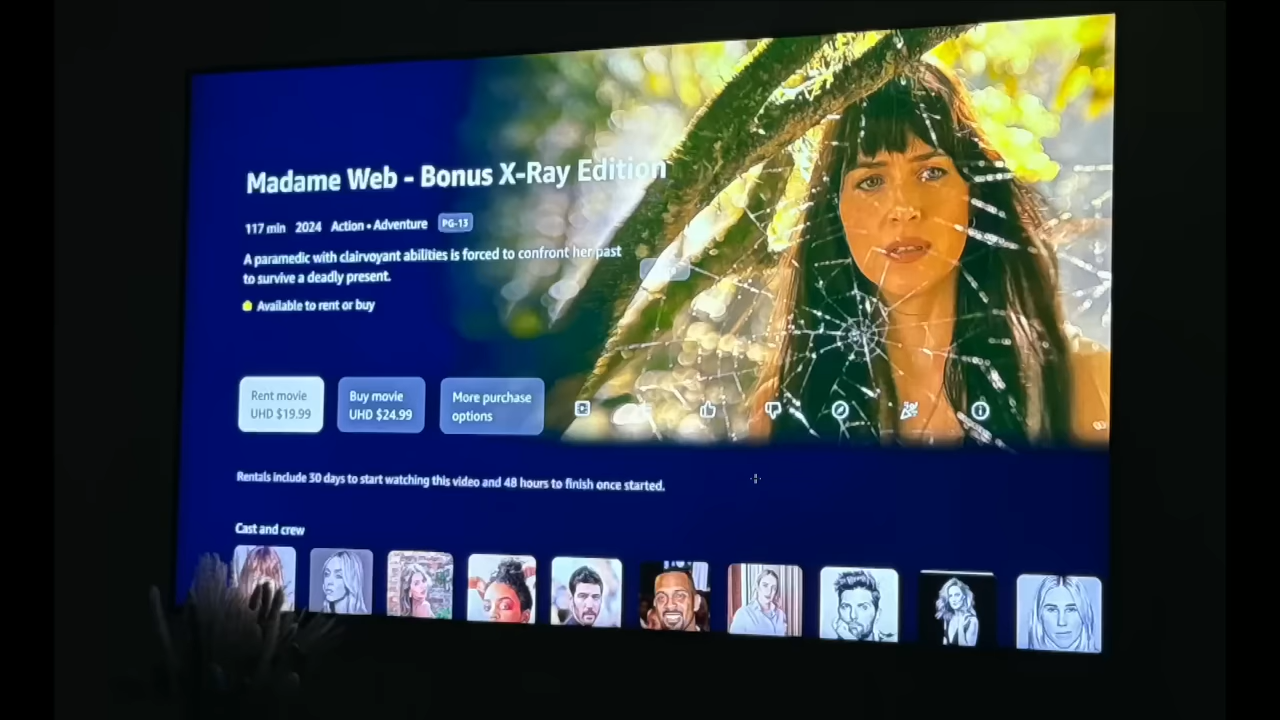 Madame Web - Bonus X-Ray Edition
117 min 2024 Action • Adventure PG-13
A paramedic with clairvoyant abilities is forced to confront her past
to survive a deadly present.
Available to rent or buy
Rent movie
UHD $19.99
Buy movie
UHD $24.99
More purchase
options
Rentals include 30 days to start watching this video and 48 hours to finish once started.
Cast and crew